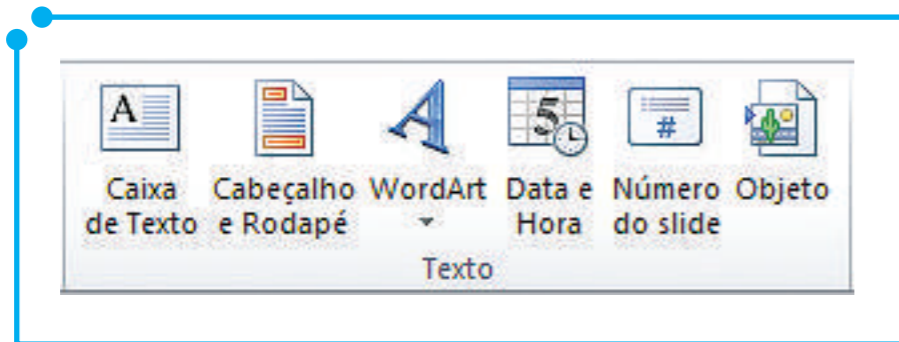 Caixa de Texto
Cabeçalho e Rodapé
WordArt
Data e Hora
Número do slide
Objeto
Texto